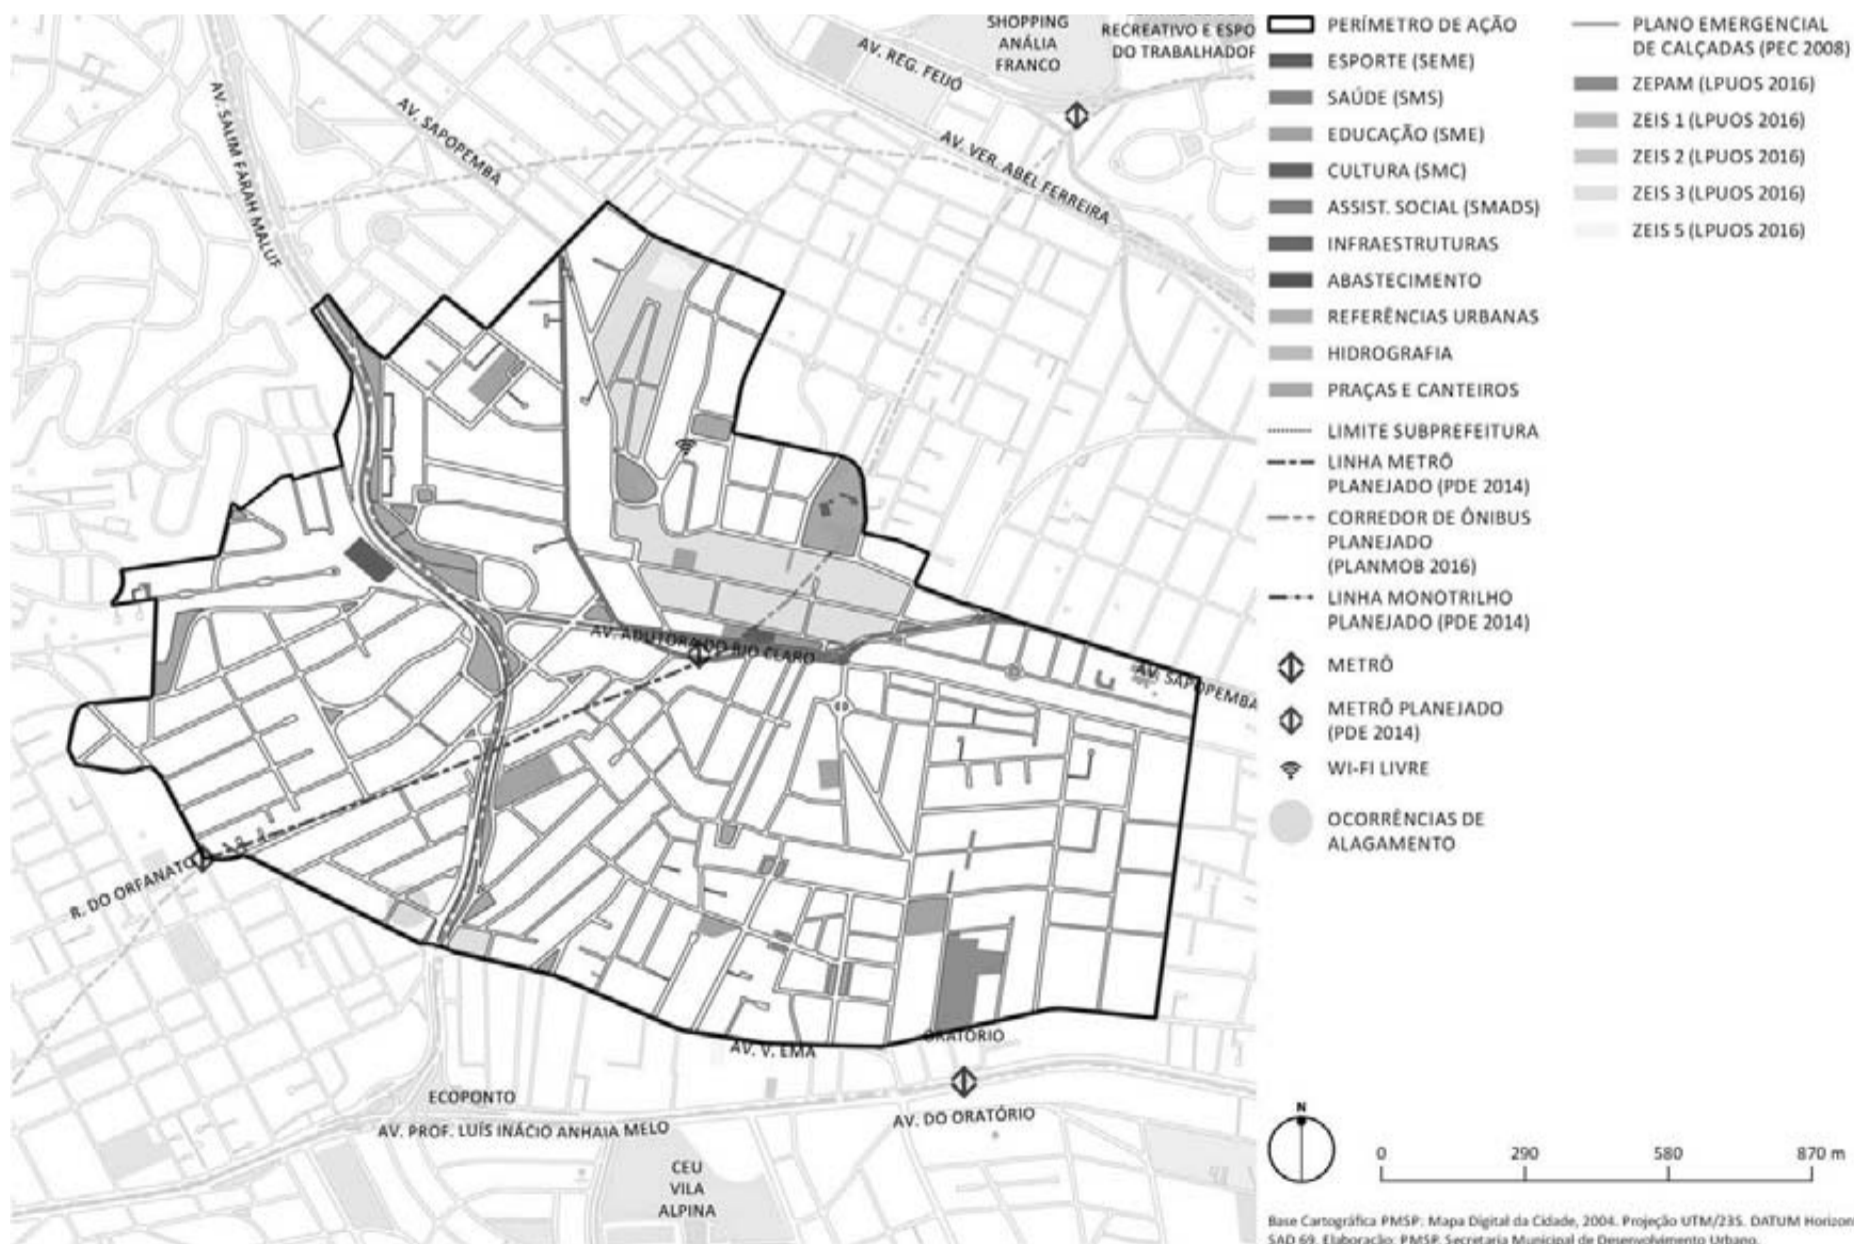 SHOPPING
ANÁLIA
FRANCO
RECREATIVO E ESPO
DO TRABALHADOR
AV. REG. FEIJÓ
AV. SALIM FARAH MALUF
AV. SAPOPEMBA
AV. VER. ABEL FERREIRA
AV. ADUTORA DO RIO CLARO
AV. SAPOPEMBA
R. DO ORFANATO
ORATÓRIO
AV. V. EMA
ECOPONTO
AV. PROF. LUÍS INÁCIO ANHAIA MELO
AV. DO ORATÓRIO
CEU
VILA
ALPINA
PERÍMETRO DE AÇÃO
ESPORTE (SEME)
SAÚDE (SMS)
EDUCAÇÃO (SME)
CULTURA (SMC)
ASSIST. SOCIAL (SMADS)
INFRAESTRUTURAS
ABASTECIMENTO
REFERÊNCIAS URBANAS
HIDROGRAFIA
PRAÇAS E CANTEIROS
LIMITE SUBPREFEITURA
LINHA METRÔ
PLANEJADO (PDE 2014)
CORREDOR DE ÔNIBUS
PLANEJADO
(PLANMOB 2016)
LINHA MONOTRILHO
PLANEJADO (PDE 2014)
METRÔ
METRÔ PLANEJADO
(PDE 2014)
WI-FI LIVRE
OCORRÊNCIAS DE
ALAGAMENTO
PLANO EMERGENCIAL
DE CALÇADAS (PEC 2008)
ZEPAM (LPUOS 2016)
ZEIS 1 (LPUOS 2016)
ZEIS 2 (LPUOS 2016)
ZEIS 3 (LPUOS 2016)
ZEIS 5 (LPUOS 2016)
N
0 290 580 870 m
Base Cartográfica PMSP: Mapa Digital da Cidade, 2004. Projeção UTM/23S. DATUM Horizon
SAD 69. Elaboração: PMSP. Secretaria Municipal de Desenvolvimento Urbano.